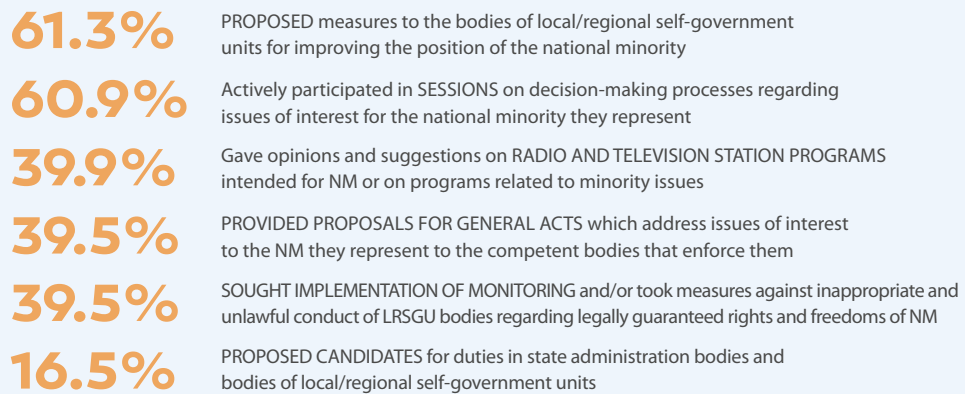 61.3%
PROPOSED measures to the bodies of local/regional self-government
units for improving the position of the national minority
60.9%
Actively participated in SESSIONS on decision-making processes regarding
issues of interest for the national minority they represent
39.9%
Gave opinions and suggestions on RADIO AND TELEVISION STATION PROGRAMS
intended for NM or on programs related to minority issues
39.5%
PROVIDED PROPOSALS FOR GENERAL ACTS which address issues of interest
to the NM they represent to the competent bodies that enforce them
39.5%
SOUGHT IMPLEMENTATION OF MONITORING and/or took measures against inappropriate and
unlawful conduct of LRSGU bodies regarding legally guaranteed rights and freedoms of NM
16.5%
PROPOSED CANDIDATES for duties in state administration bodies and
bodies of local/regional self-government units